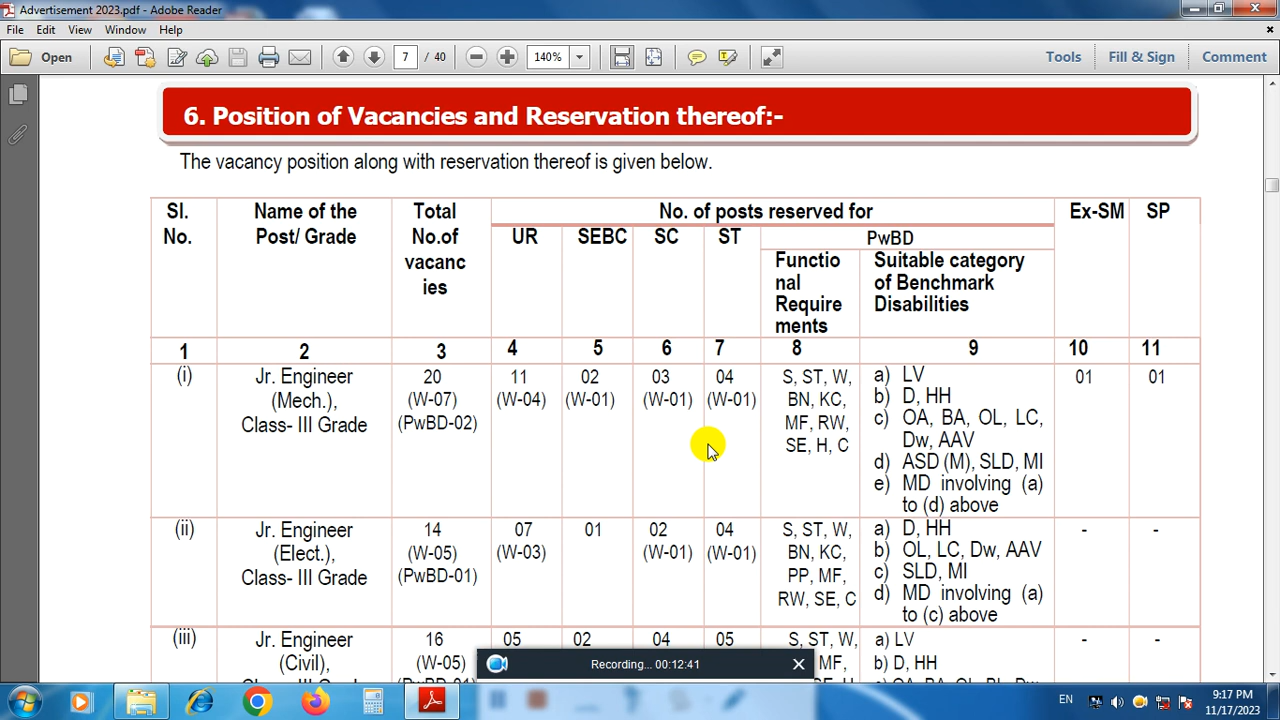 Advertisement 2023.pdf - Adobe Reader
File Edit View Window Help
Open 7 / 40 140% Tools Fill & Sign Comment
6. Position of Vacancies and Reservation thereof:-
The vacancy position along with reservation thereof is given below.
Sl. No. Name of the Post/ Grade Total No.of vacanc ies No. of posts reserved for Ex-SM SP
UR SEBC SC ST PwBD
Functio nal Require ments Suitable category of Benchmark Disabilities
1 2 3 4 5 6 7 8 9 10 11
(i) Jr. Engineer 20 11 02 03 04 S, ST, W, a) LV 01 01
(Mech.), (W-07) (W-04) (W-01) (W-01) (W-01) BN, KC, b) D, HH
Class- III Grade (PwBD-02) MF, RW, c) OA, BA, OL, LC,
SE, H, C Dw, AAV
d) ASD (M), SLD, MI
e) MD involving (a)
to (d) above
(ii) Jr. Engineer 14 07 01 02 04 S, ST, W, a) D, HH - -
(Elect.), (W-05) (W-03) (W-01) (W-01) BN, KC, b) OL, LC, Dw, AAV
Class- III Grade (PwBD-01) PP, MF, c) SLD, MI
RW, SE, C d) MD involving (a)
to (c) above
(iii) Jr. Engineer 16 05 02 04 05 S, ST, W, a) LV - -
(Civil), (W-05) MF, b) D, HH
Recording... 00:12:41
EN 9:17 PM
11/17/2023